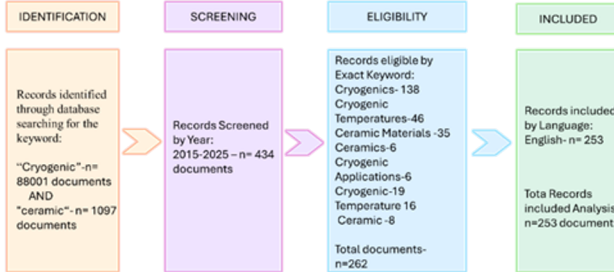 IDENTIFICATION
Records identified
through database
searching for the
keyword:
“Cryogenic”-n=
88001 documents
AND
"ceramic“-n= 1097
documents
SCREENING
Records Screened
by Year:
2015-2025 – n= 434
documents
ELIGIBILITY
Records eligible by
Exact Keyword:
Cryogenics- 138
Cryogenic
Temperatures-46
Ceramic Materials -35
Ceramics-6
Cryogenic
Applications-6
Cryogenic-19
Temperature 16
Ceramic -8
Total documents-
n=262
INCLUDED
Records included
by Language:
English- n= 253
Tota Records
included Analysis
n=253 document